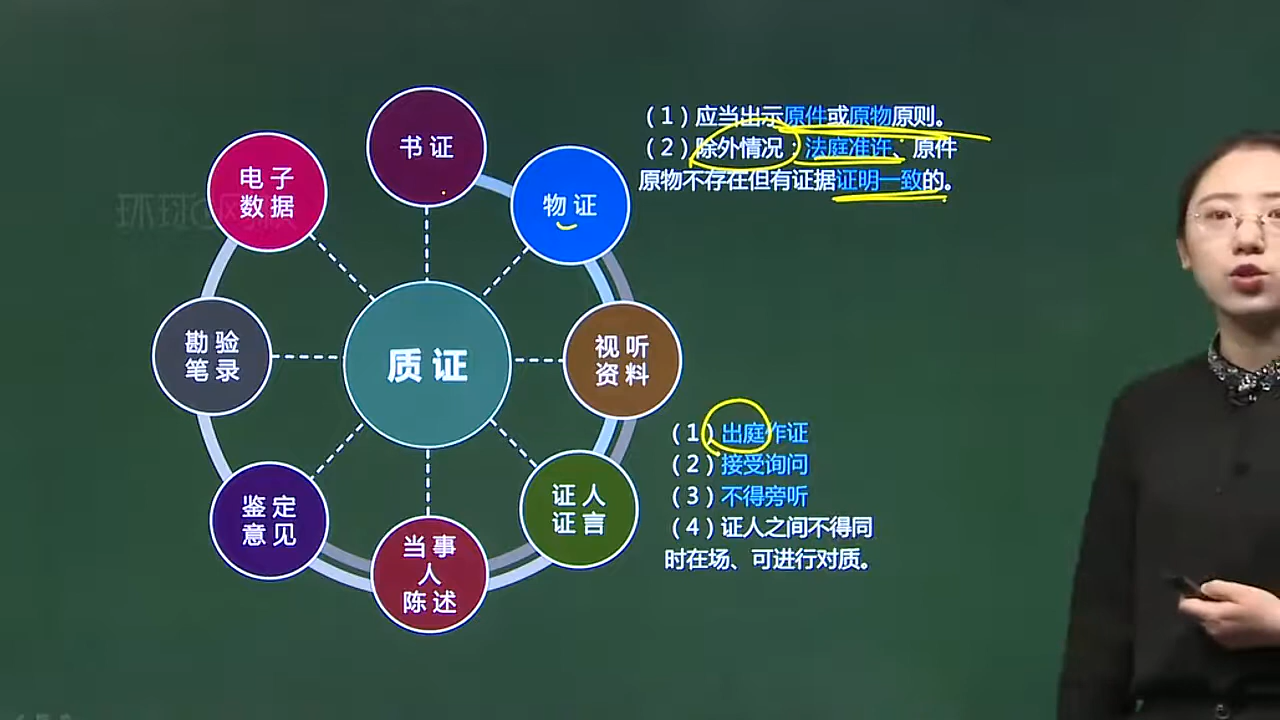 书证
物证
视听
资料
证人
证言
当事
人
陈述
鉴定
意见
勘验
笔录
电子
数据
质证
（1）应当出示原件或原物原则。
（2）除外情况：法庭准许、原件
原物不存在但有证据证明一致的。
（1）出庭作证
（2）接受询问
（3）不得旁听
（4）证人之间不得同
时在场、可进行对质。
环球@网校